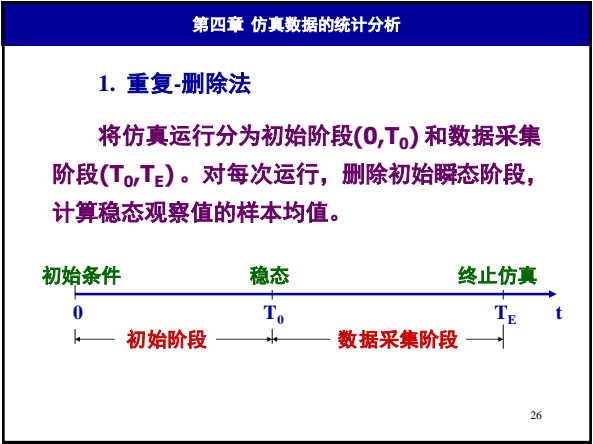 第四章 仿真数据的统计分析
1. 重复-删除法
将仿真运行分为初始阶段(0,T0) 和数据采集
阶段(T0,TE) 。对每次运行，删除初始瞬态阶段，
计算稳态观察值的样本均值。
初始条件 稳态 终止仿真
0 T0 TE t
初始阶段 数据采集阶段
26